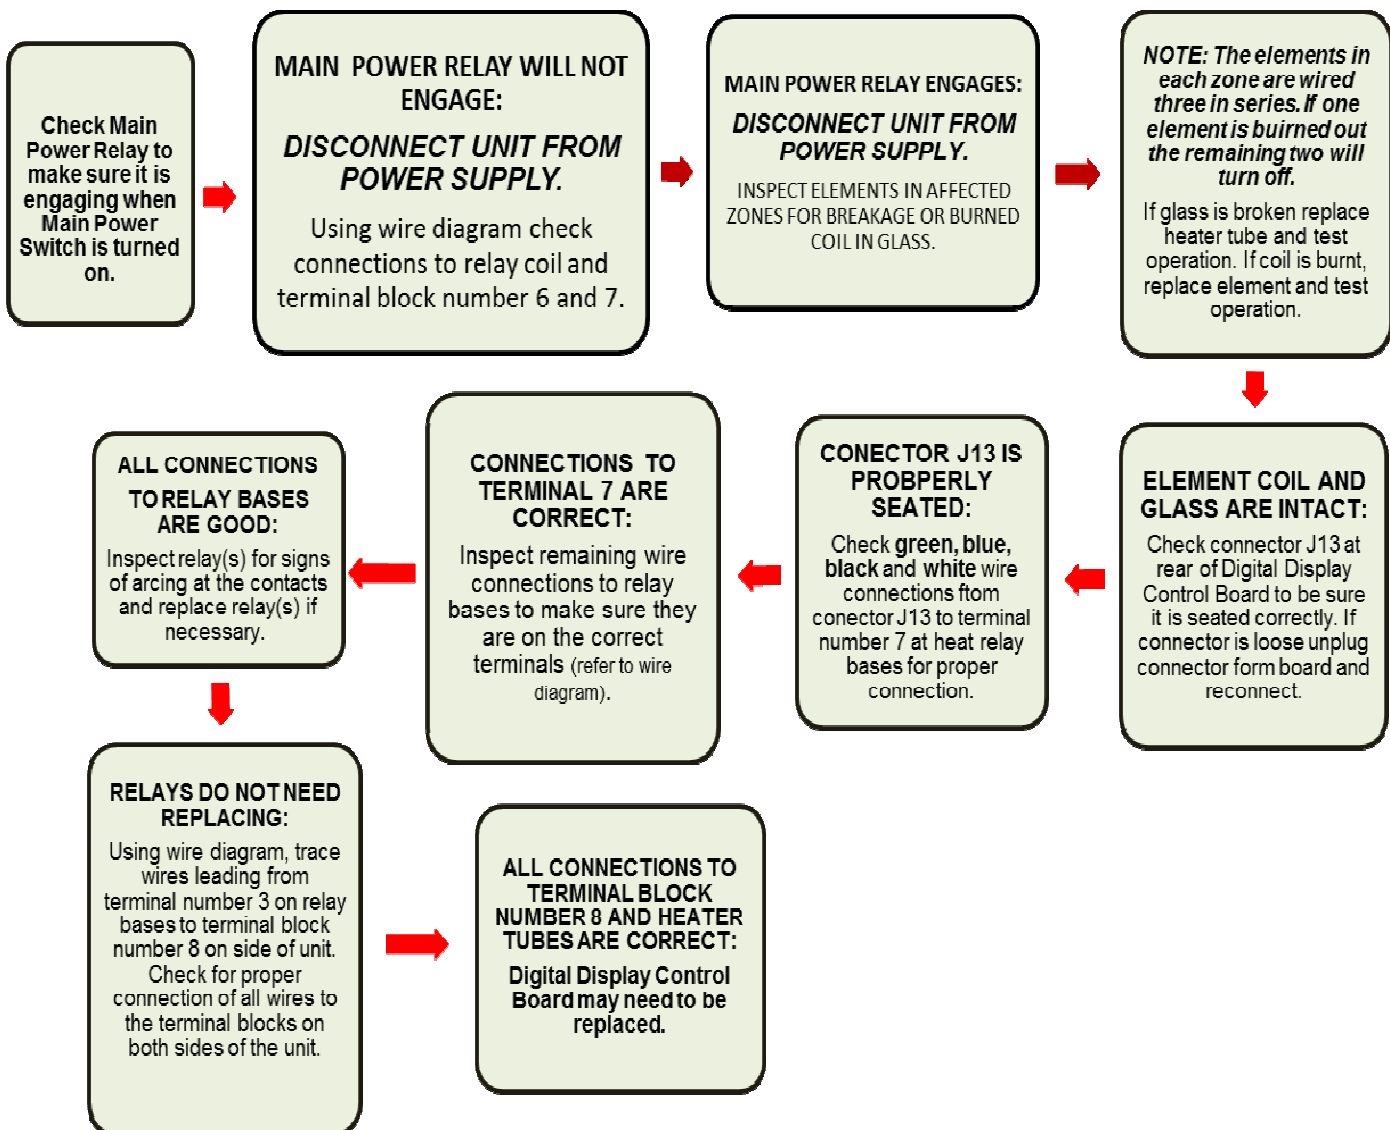 Check Main
Power Relay to
make sure it is
engaging when
Main Power
Switch is turned
on.
MAIN POWER RELAY WILL NOT
ENGAGE:
DISCONNECT UNIT FROM
POWER SUPPLY.
Using wire diagram check
connections to relay coil and
terminal block number 6 and 7.
MAIN POWER RELAY ENGAGES:
DISCONNECT UNIT FROM
POWER SUPPLY.
INSPECT ELEMENTS IN AFFECTED
ZONES FOR BREAKAGE OR BURNED
COIL IN GLASS.
NOTE: The elements in
each zone are wired
three in series. If one
element is buirned out
the remaining two will
turn off.
If glass is broken replace
heater tube and test
operation. If coil is burnt,
replace element and test
operation.
ELEMENT COIL AND
GLASS ARE INTACT:
Check connector J13 at
rear of Digital Display
Control Board to be sure
it is seated correctly. If
connector is loose unplug
connector form board and
reconnect.
CONECTOR J13 IS
PROBPERLY
SEATED:
Check green, blue,
black and white wire
connections ftom
conector J13 to terminal
number 7 at heat relay
bases for proper
connection.
CONNECTIONS TO
TERMINAL 7 ARE
CORRECT:
Inspect remaining wire
connections to relay
bases to make sure they
are on the correct
terminals (refer to wire
diagram).
ALL CONNECTIONS
TO RELAY BASES
ARE GOOD:
Inspect relay(s) for signs
of arcing at the contacts
and replace relay(s) if
necessary.
RELAYS DO NOT NEED
REPLACING:
Using wire diagram, trace
wires leading from
terminal number 3 on relay
bases to terminal block
number 8 on side of unit.
Check for proper
connection of all wires to
the terminal blocks on
both sides of the unit.
ALL CONNECTIONS TO
TERMINAL BLOCK
NUMBER 8 AND HEATER
TUBES ARE CORRECT:
Digital Display Control
Board may need to be
replaced.